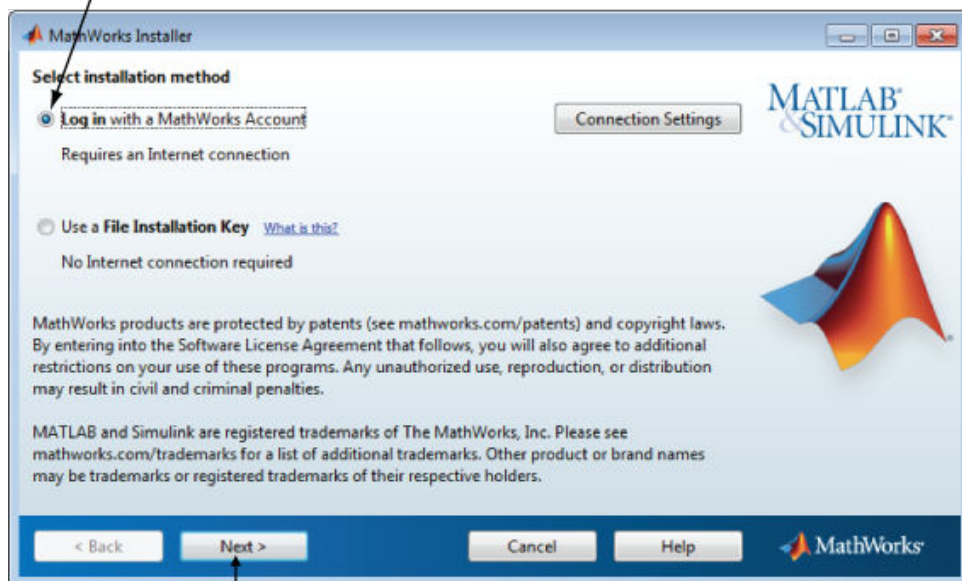 MathWorks Installer
Select installation method
Log in with a MathWorks Account
Connection Settings
MATLAB®
&SIMULINK®
Requires an Internet connection
Use a File Installation Key What is this?
No Internet connection required
MathWorks products are protected by patents (see mathworks.com/patents) and copyright laws.
By entering into the Software License Agreement that follows, you will also agree to additional
restrictions on your use of these programs. Any unauthorized use, reproduction, or distribution
may result in civil and criminal penalties.
MATLAB and Simulink are registered trademarks of The MathWorks, Inc. Please see
mathworks.com/trademarks for a list of additional trademarks. Other product or brand names
may be trademarks or registered trademarks of their respective holders.
< Back
Next >
Cancel
Help
MathWorks®